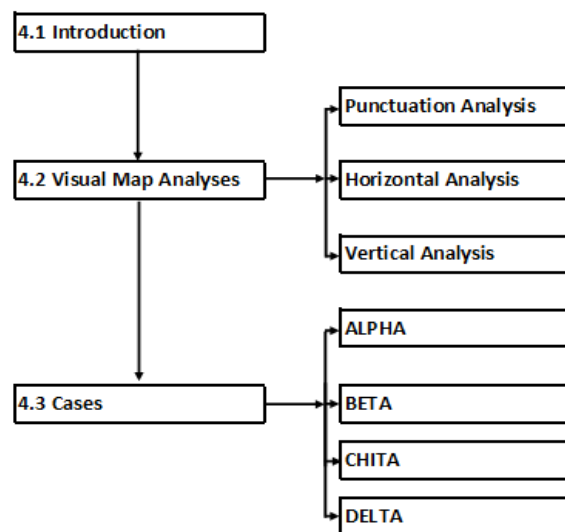 4.1 Introduction
Punctuation Analysis
4.2 Visual Map Analyses
Horizontal Analysis
Vertical Analysis
ALPHA
4.3 Cases
BETA
CHITA
DELTA